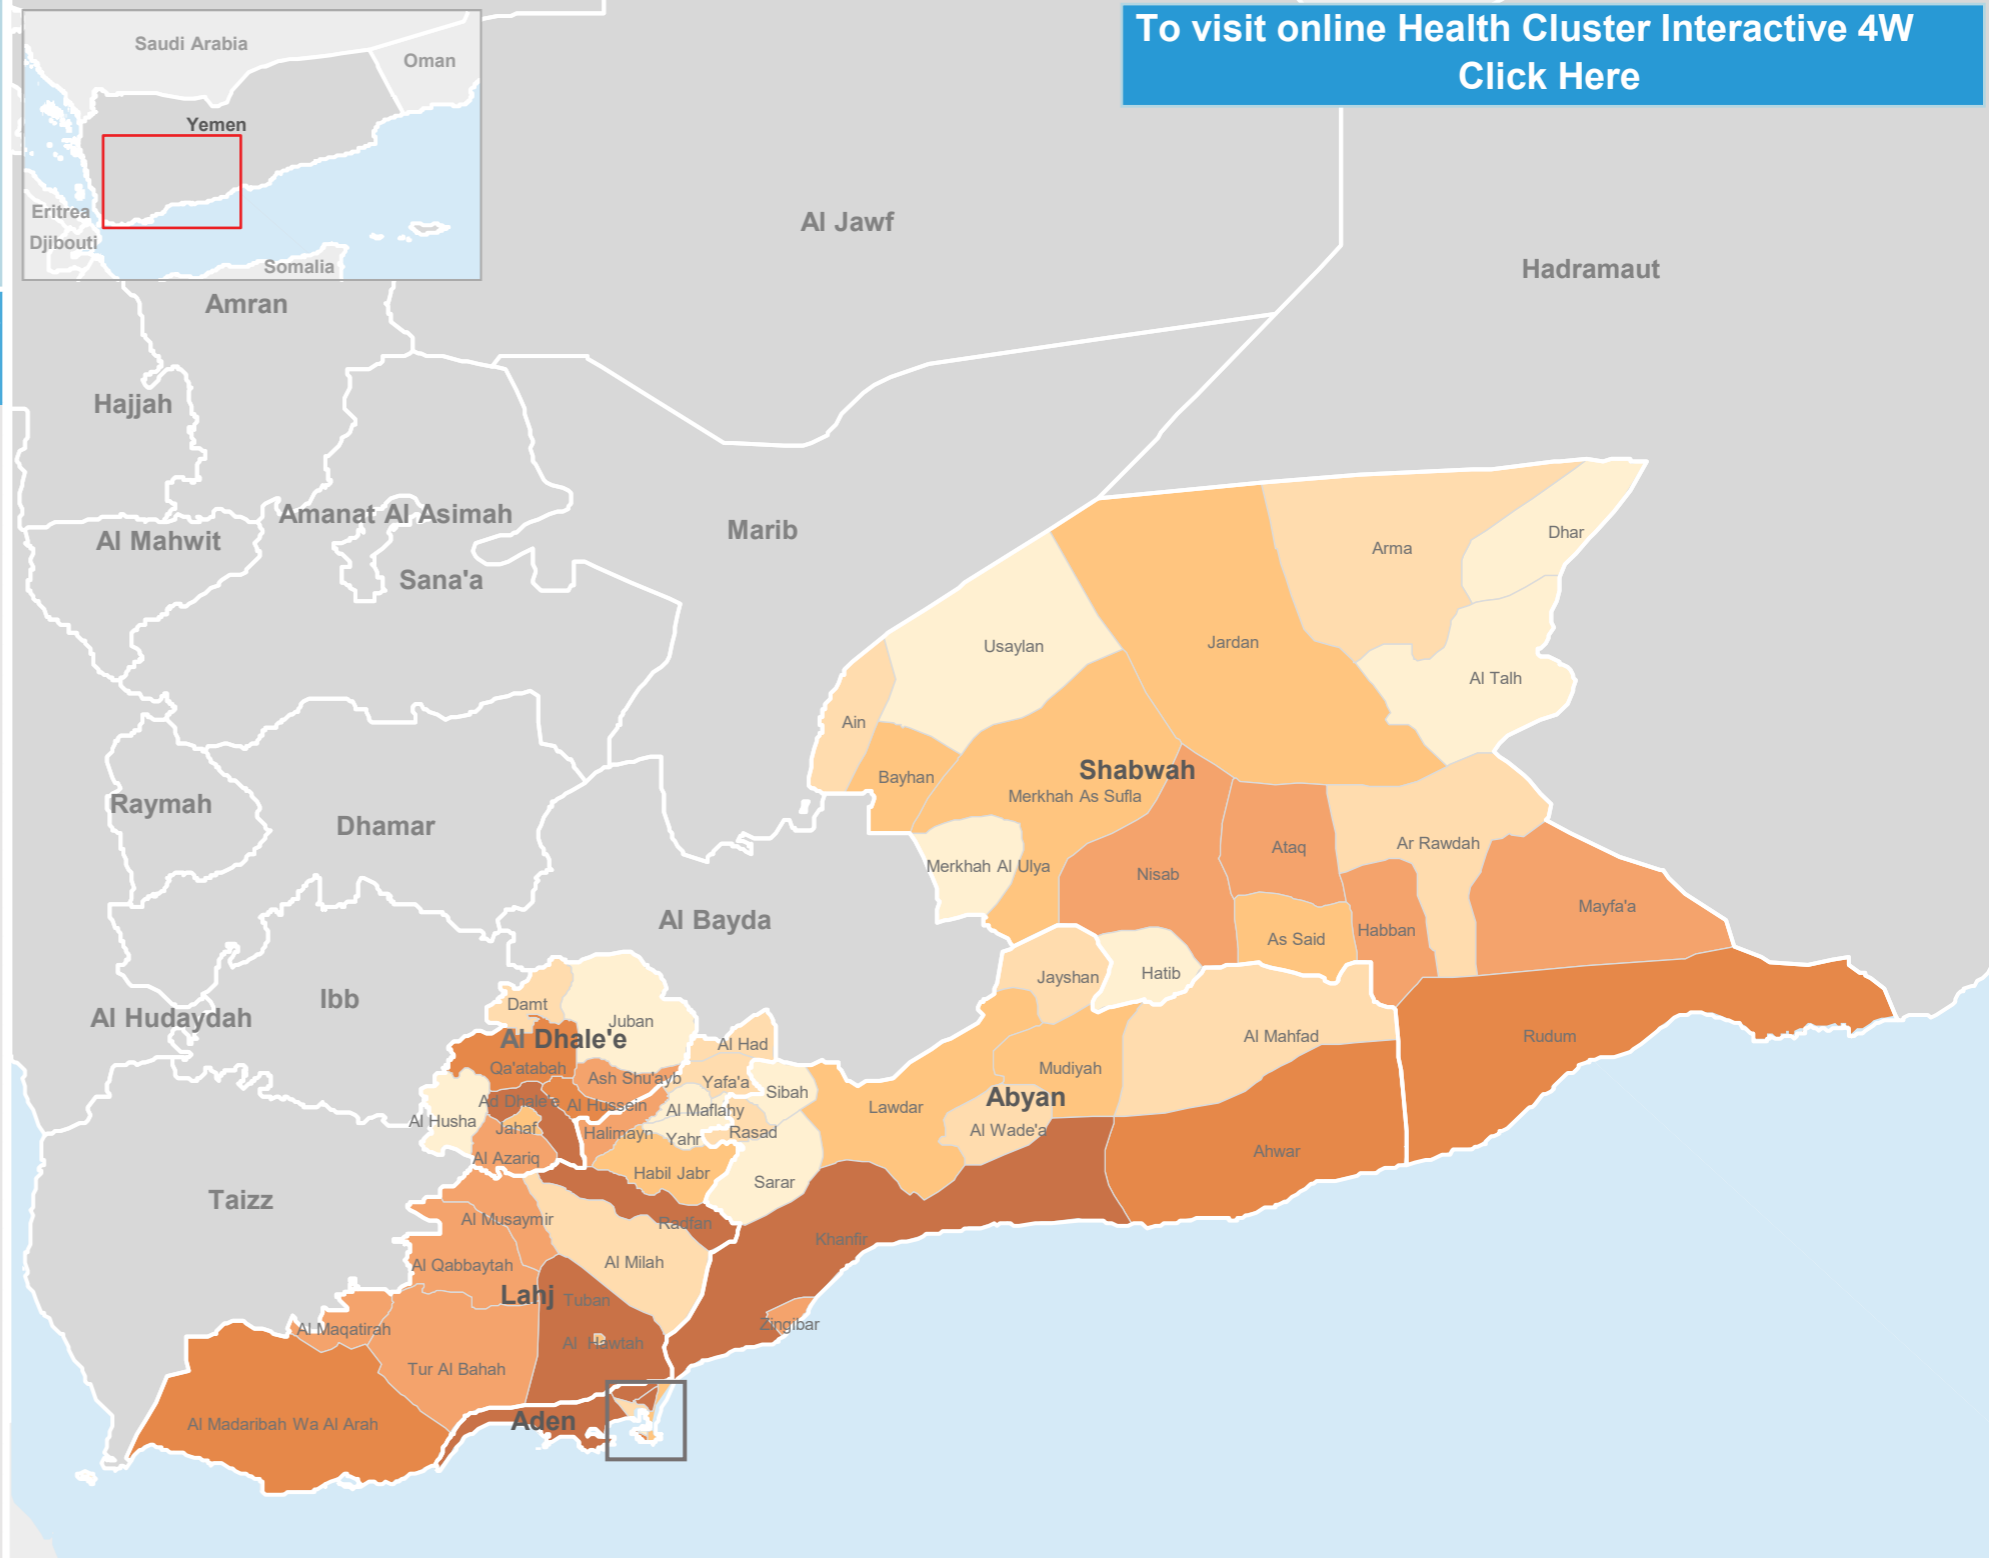 To visit online Health Cluster Interactive 4W
Click Here
Saudi Arabia
Oman
Yemen
Eritrea
Djibouti
Somalia
Al Jawf
Hadramaut
Amran
Hajjah
Amanat Al Asimah
Marib
Al Mahwit
Sana'a
Dhar
Arma
Usaylan
Jardan
Al Talh
Ain
Shabwah
Bayhan
Merkhah As Sufla
Raymah
Dhamar
Ar Rawdah
Ataq
Merkhah Al Ulya
Nisab
Mayfa'a
Al Bayda
Habban
As Said
Hatib
Jayshan
Ibb
Damt
Al Hudaydah
Juban
Al Dhale'e
Al Had
Al Mahfad
Rudum
Qa'atabah
Ash Shu'ayb
Yafa'a
Mudiyah
Sibah
Abyan
Ad Dhale'e
Al Hussein
Al Maflahy
Lawdar
Al Husha
Jahaf
Halimayn
Yahr
Rasad
Al Wade'a
Al Azariq
Habil Jabr
Sarar
Ahwar
Taizz
Al Musaymir
Radfan
Khanfir
Al Qabbaytah
Al Milah
Lahj
Tuban
Al Maqatirah
Zingibar
Al Hawtah
Tur Al Bahah
Al Madaribah Wa Al Arah
Aden